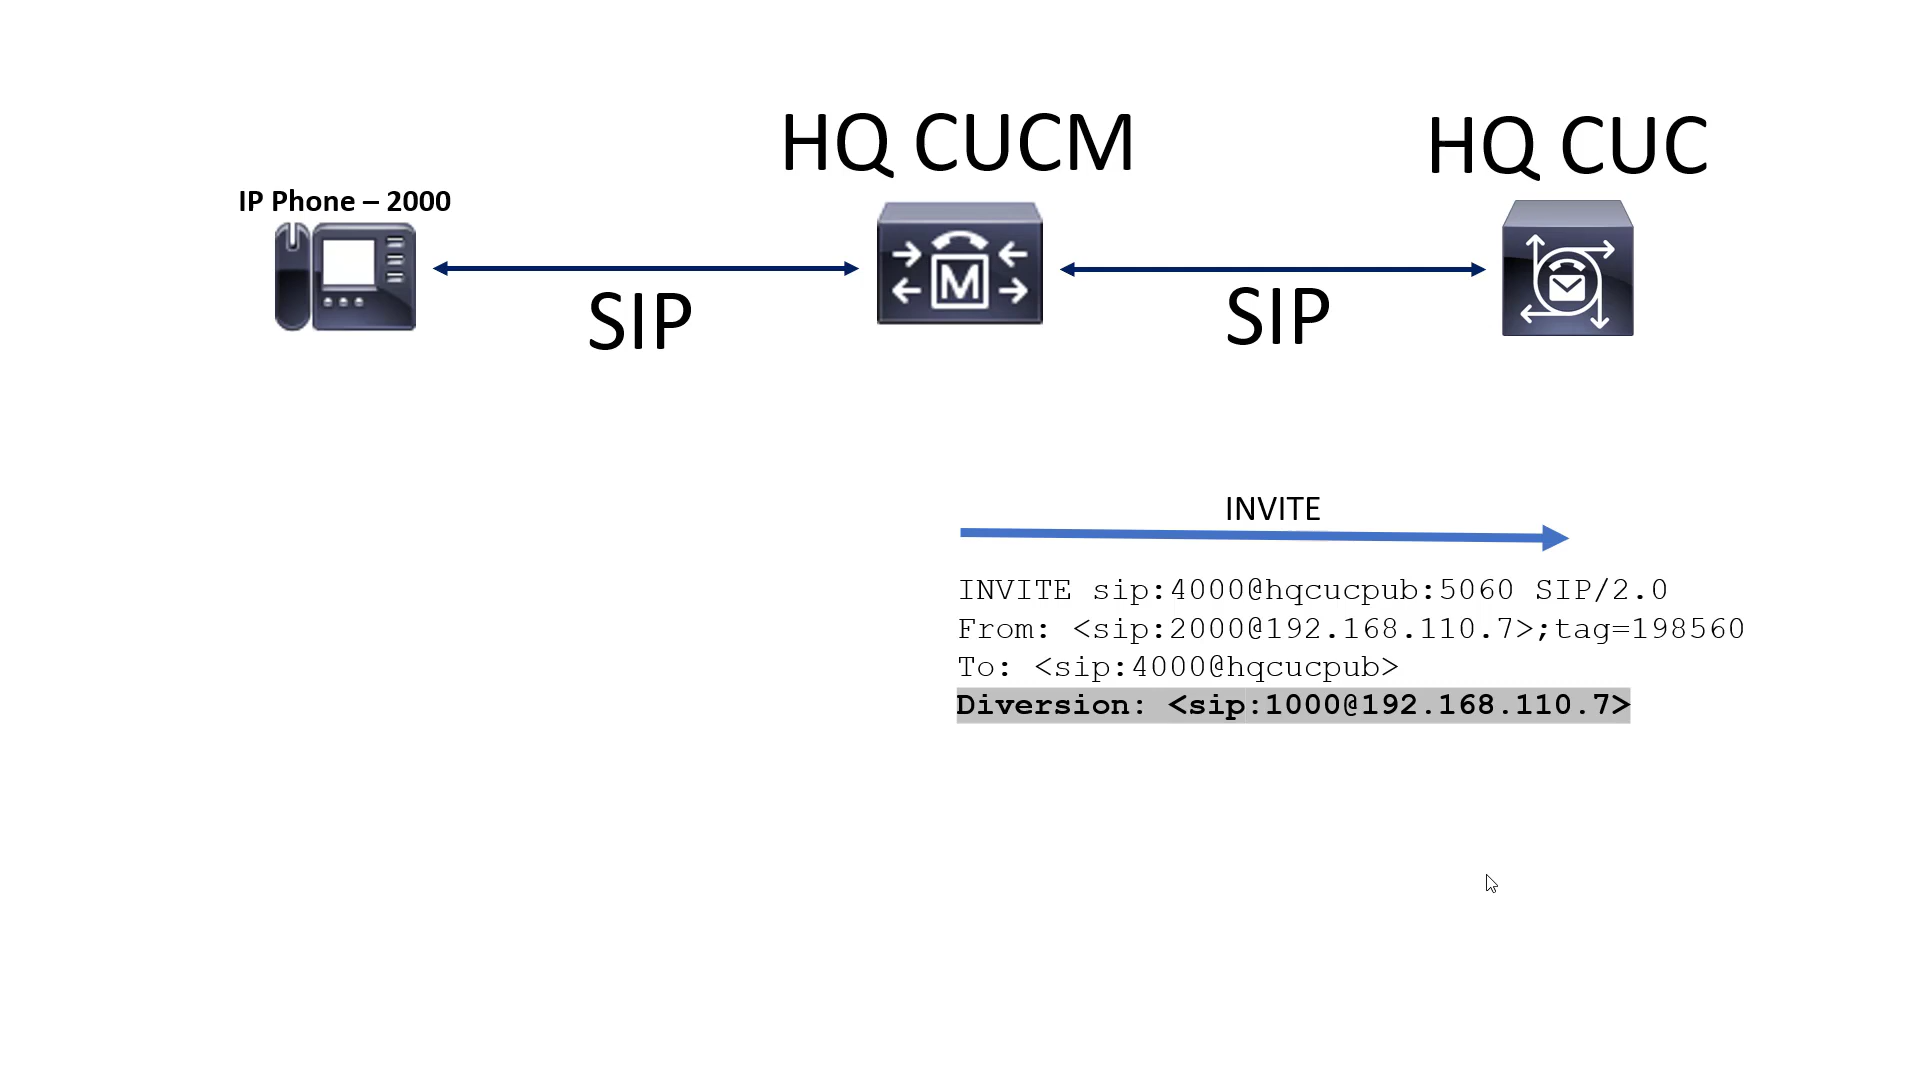 HQ CUCM
HQ CUC
IP Phone – 2000
M
SIP
SIP
INVITE
INVITE sip:4000@hqcucpub:5060 SIP/2.0
From: <sip:2000@192.168.110.7>;tag=198560
To: <sip:4000@hqcucpub>
Diversion: <sip:1000@192.168.110.7>